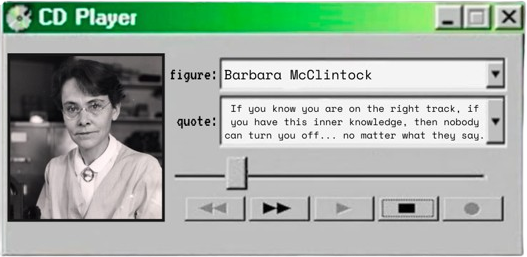 CD Player
figure: Barbara McClintock
quote: If you know you are on the right track, if
you have this inner knowledge, then nobody
can turn you off... no matter what they say.